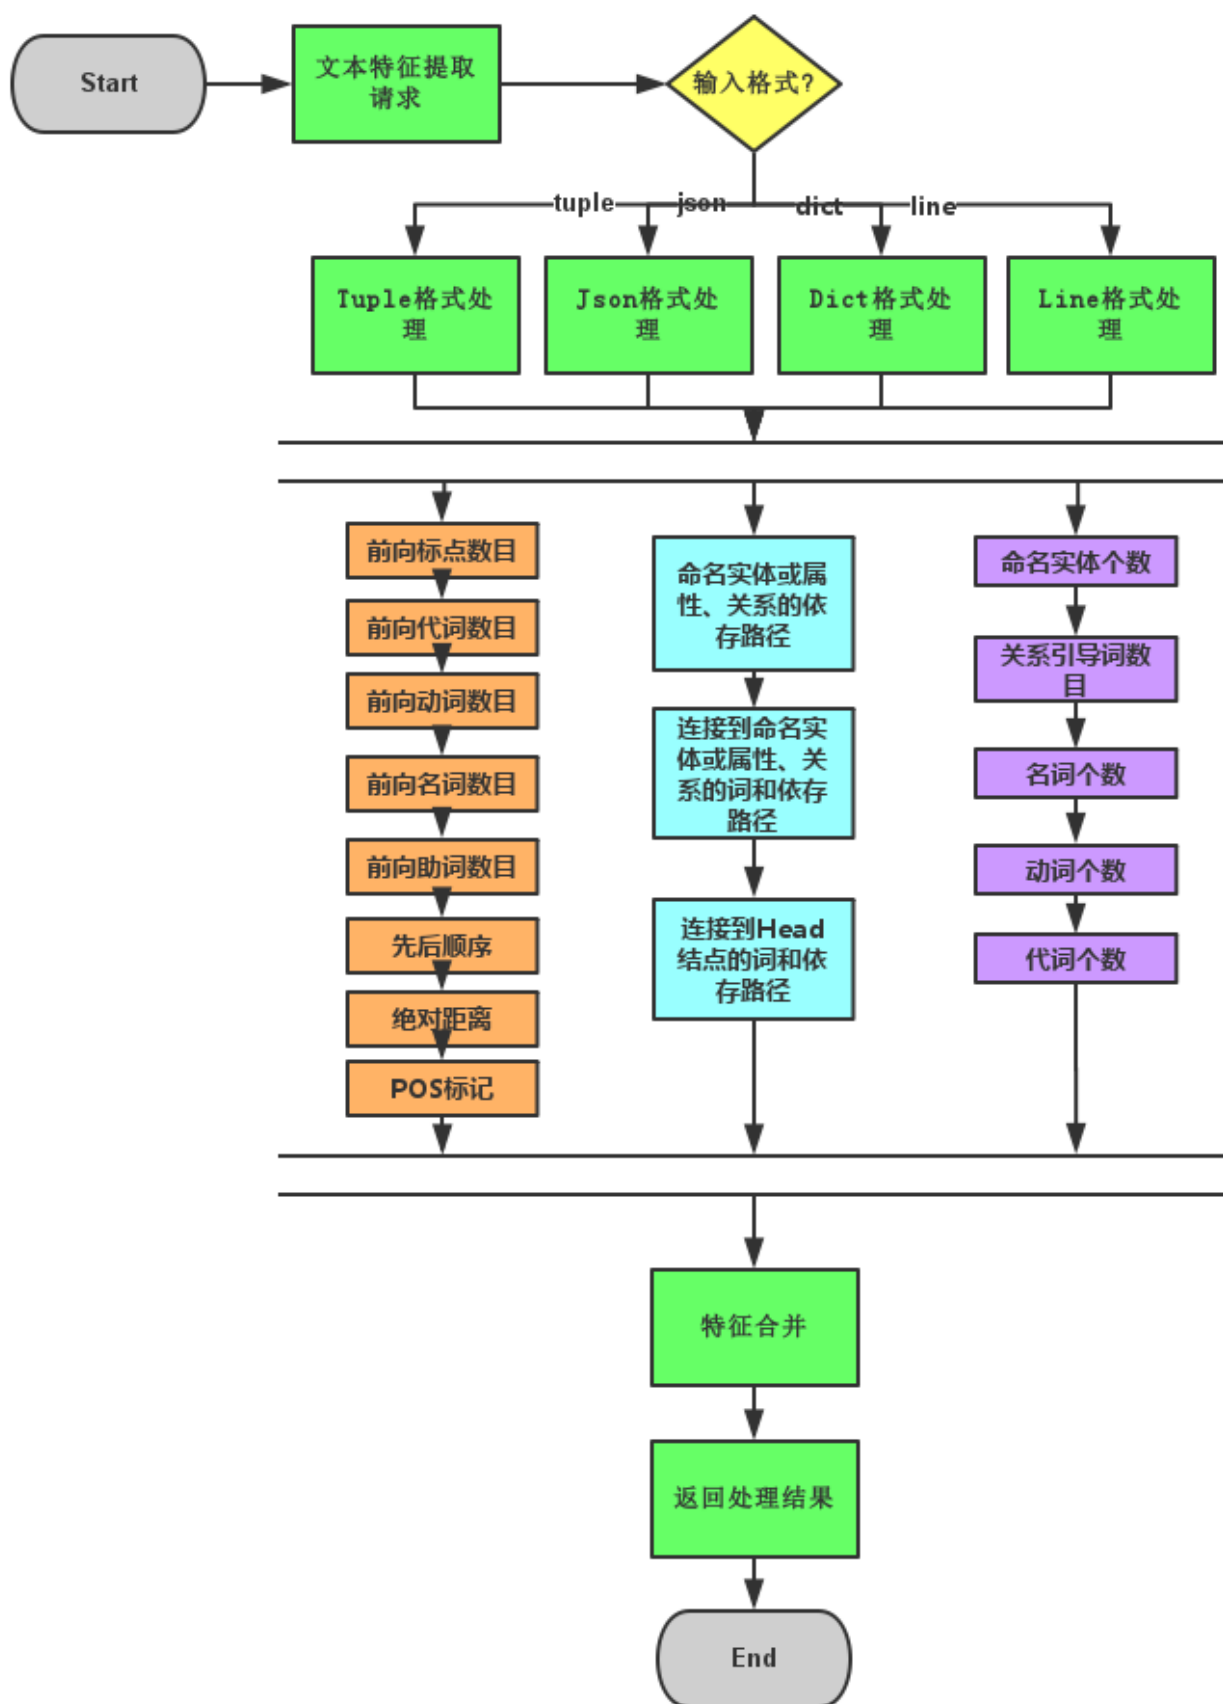 Start
文本特征提取
请求
输入格式?
tuple
json
dict
line
Tuple格式处
理
Json格式处
理
Dict格式处
理
Line格式处
理
前向标点数目
前向代词数目
前向动词数目
前向名词数目
前向助词数目
先后顺序
绝对距离
POS标记
命名实体或属
性、关系的依
存路径
连接到命名实
体或属性、关
系的词和依存
路径
连接到Head
结点的词和依
存路径
命名实体个数
关系引导词数
目
名词个数
动词个数
代词个数
特征合并
返回处理结果
End